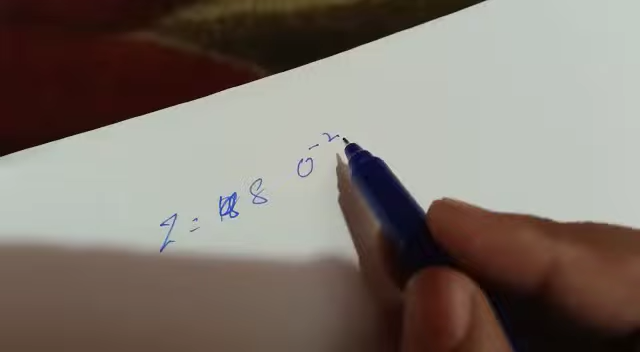 Z = 8 O⁻²